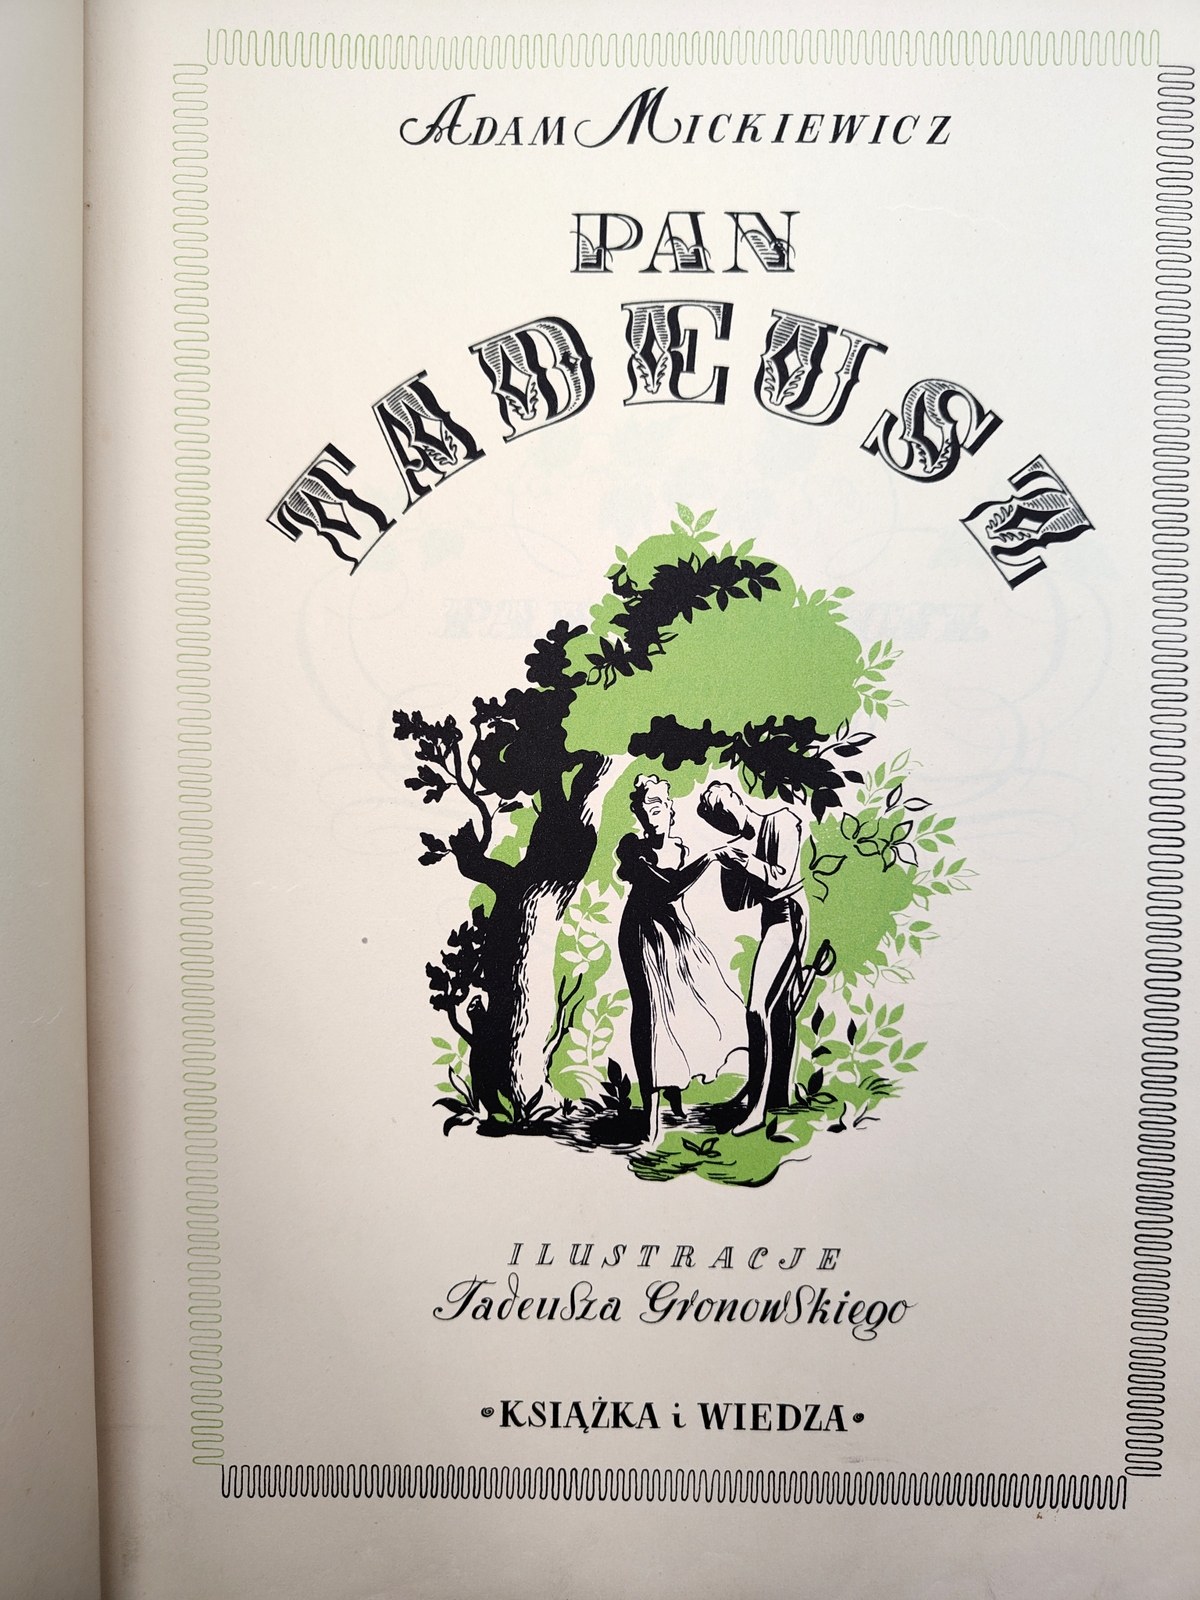 ADAM MICKIEWICZ
PAN
TADEUSZ
ILUSTRACJE
Tadeusza Gronowskiego
•KSIĄŻKA i WIEDZA•